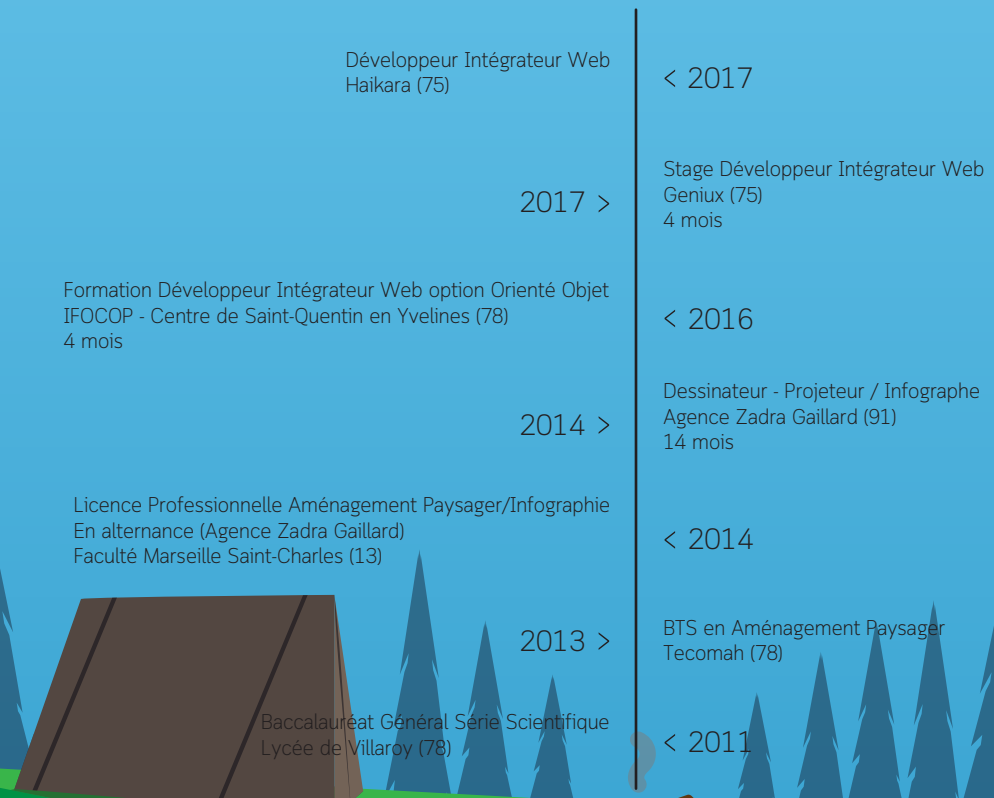 Développeur Intégrateur Web
Haikara (75)
< 2017
Stage Développeur Intégrateur Web
Geniux (75)
4 mois
2017 >
Formation Développeur Intégrateur Web option Orienté Objet
IFOCOP - Centre de Saint-Quentin en Yvelines (78)
4 mois
< 2016
Dessinateur - Projeteur / Infographe
Agence Zadra Gaillard (91)
14 mois
2014 >
Licence Professionnelle Aménagement Paysager/Infographie
En alternance (Agence Zadra Gaillard)
Faculté Marseille Saint-Charles (13)
< 2014
BTS en Aménagement Paysager
Tecomah (78)
2013 >
Baccalauréat Général Série Scientifique
Lycée de Villaroy (78)
< 2011